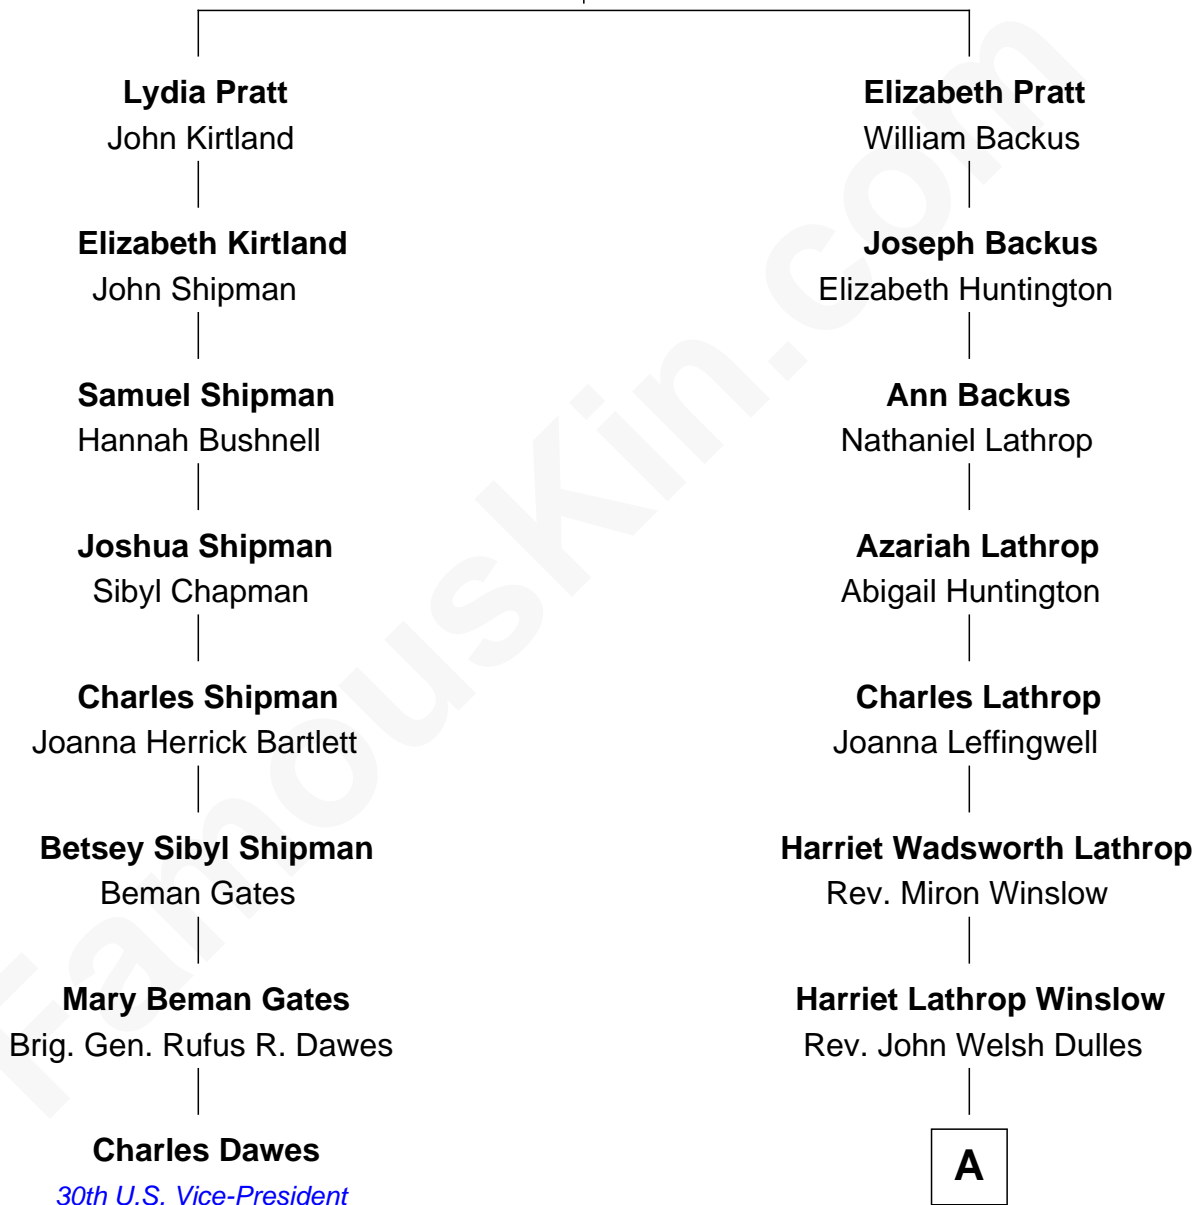 Lydia Pratt
John Kirtland
Elizabeth Kirtland
John Shipman
Samuel Shipman
Hannah Bushnell
Joshua Shipman
Sibyl Chapman
Charles Shipman
Joanna Herrick Bartlett
Betsey Sibyl Shipman
Beman Gates
Mary Beman Gates
Brig. Gen. Rufus R. Dawes
Charles Dawes
30th U.S. Vice-President
Elizabeth Pratt
William Backus
Joseph Backus
Elizabeth Huntington
Ann Backus
Nathaniel Lathrop
Azariah Lathrop
Abigail Huntington
Charles Lathrop
Joanna Leffingwell
Harriet Wadsworth Lathrop
Rev. Miron Winslow
Harriet Lathrop Winslow
Rev. John Welsh Dulles
A
FamousKin.com